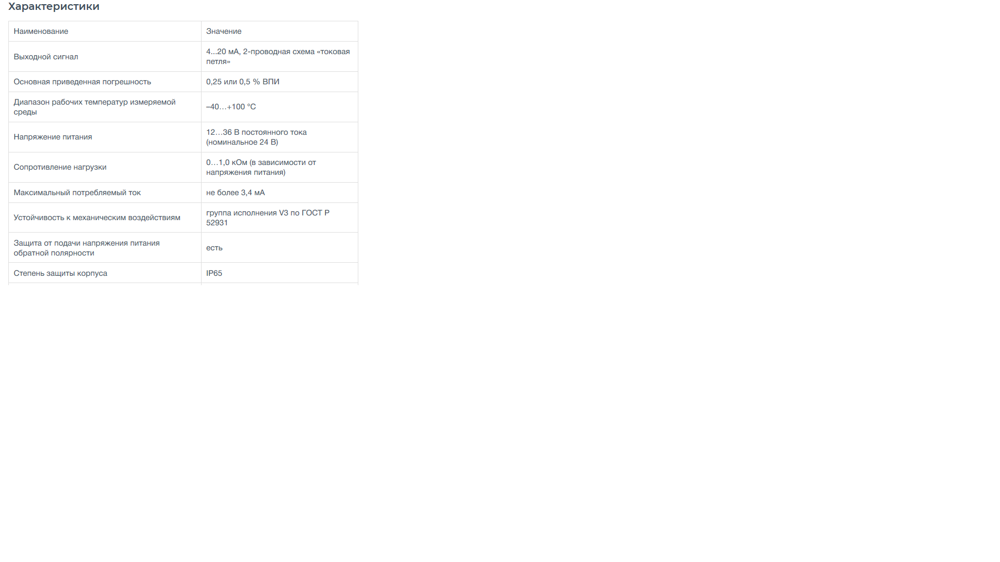 Характеристики
Наименование
Значение
Выходной сигнал
4...20 мА, 2-проводная схема «токовая
петля»
Основная приведенная погрешность
0,25 или 0,5 % ВПИ
Диапазон рабочих температур измеряемой
среды
–40…+100 °С
Напряжение питания
12…36 В постоянного тока
(номинальное 24 В)
Сопротивление нагрузки
0…1,0 кОм (в зависимости от
напряжения питания)
Максимальный потребляемый ток
не более 3,4 мА
Устойчивость к механическим воздействиям
группа исполнения V3 по ГОСТ Р
52931
Защита от подачи напряжения питания
обратной полярности
есть
Степень защиты корпуса
IP65